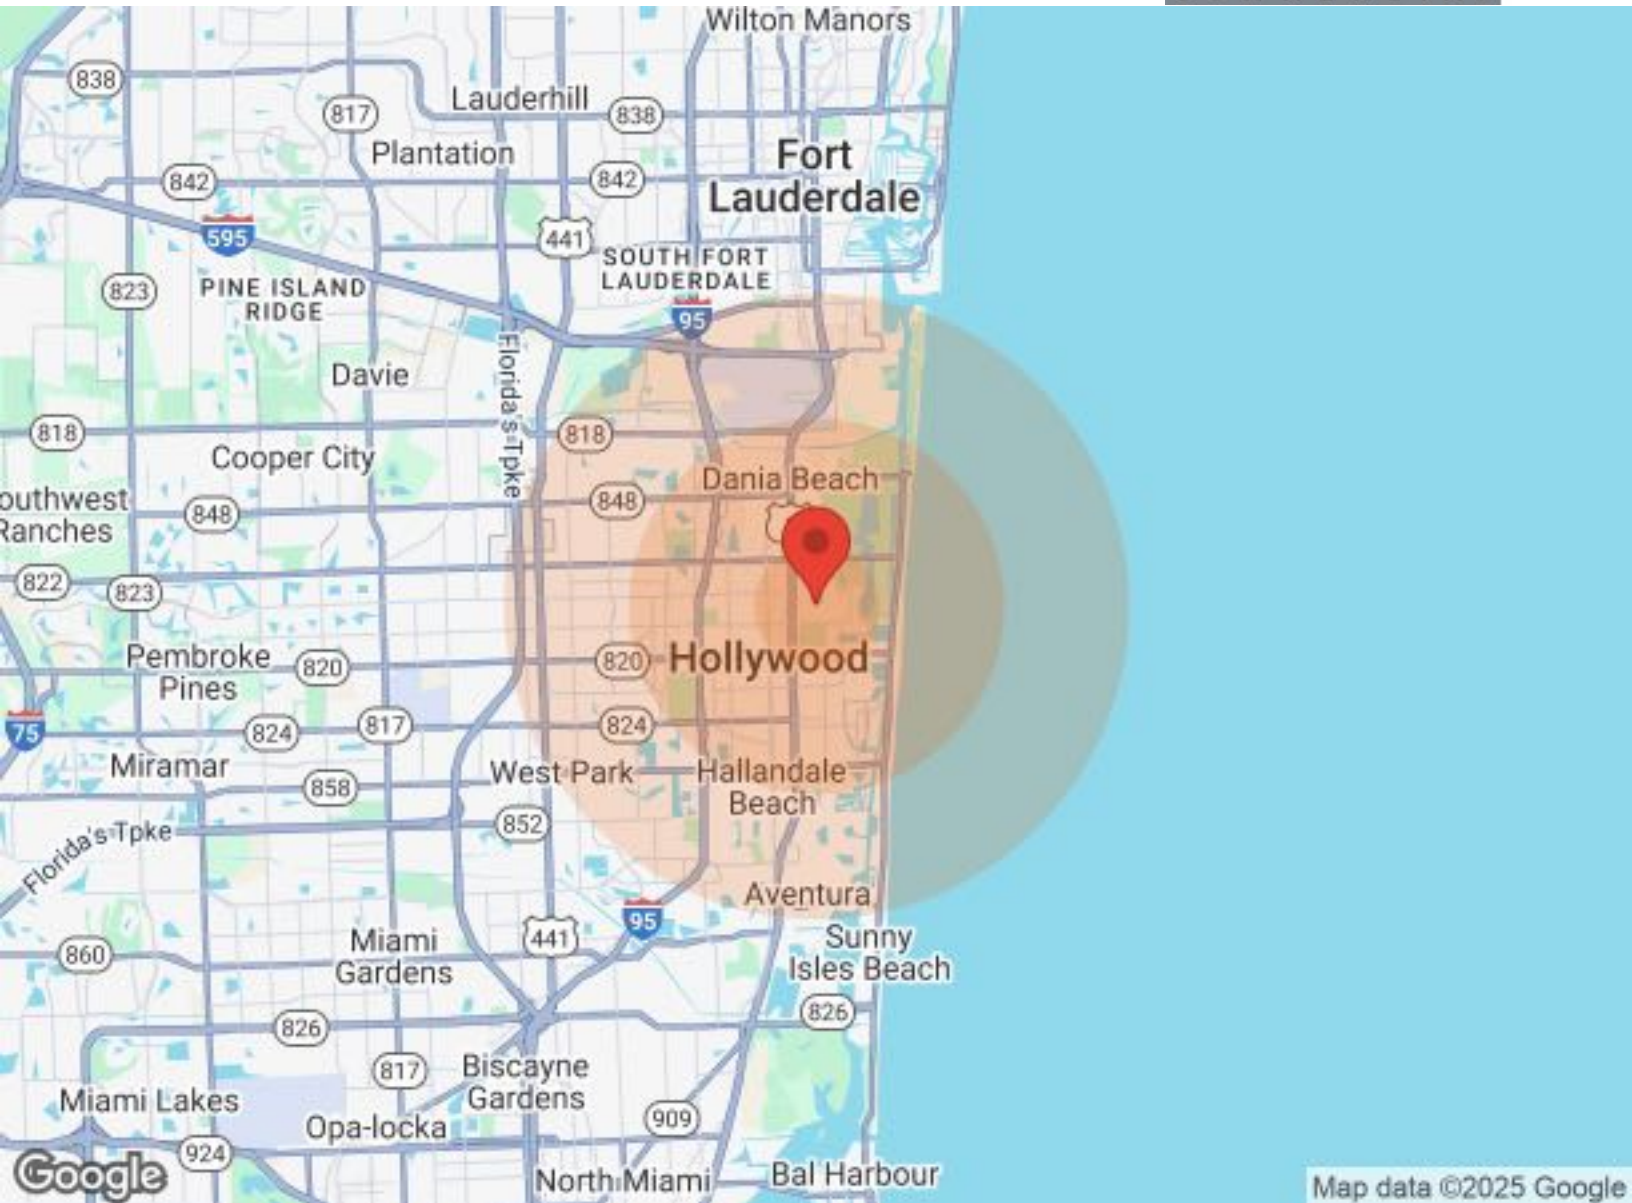 Wilton Manors
838
817
Lauderhill
838
Plantation
Fort
Lauderdale
842
842
595
441
SOUTH FORT
LAUDERDALE
823
PINE ISLAND
RIDGE
95
Florida's Tpke
Davie
818
818
Cooper City
Dania Beach
outhwest
Ranches
848
848
822
823
Pembroke
Pines
820
820
Hollywood
75
824
817
824
Miramar
858
West Park
Hallandale
Beach
Florida's Tpke
852
Aventura
95
860
Miami
Gardens
441
Sunny
Isles Beach
826
826
817
Biscayne
Gardens
Miami Lakes
Opa-locka
909
924
Google
North Miami
Bal Harbour
Map data ©2025 Google